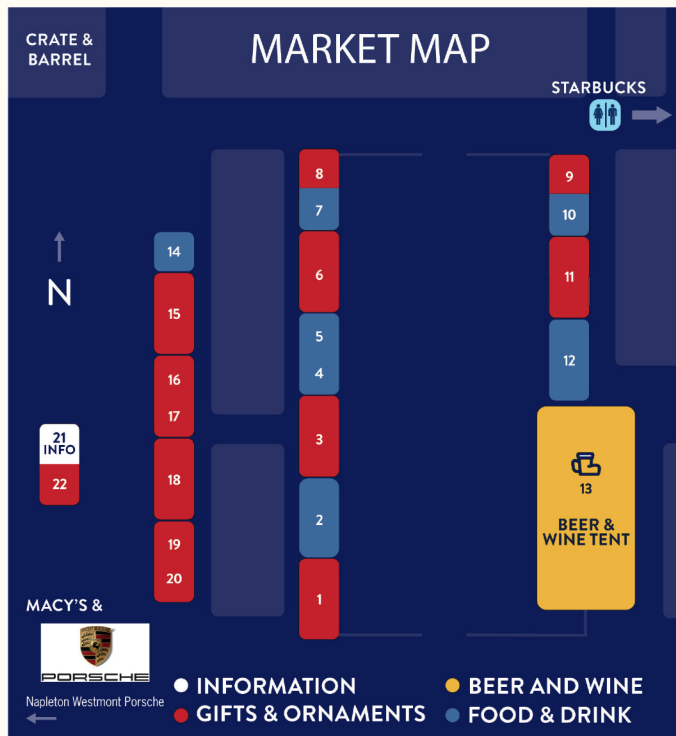 CRATE &
BARREL
MARKET MAP
STARBUCKS
8
9
7
10
14
6
11
N
15
5
4
12
16
17
3
21
INFO
22
18
13
2
BEER &
WINE TENT
19
20
1
MACY'S &
PORSCHE
Napleton Westmont Porsche
INFORMATION
BEER AND WINE
GIFTS & ORNAMENTS
FOOD & DRINK